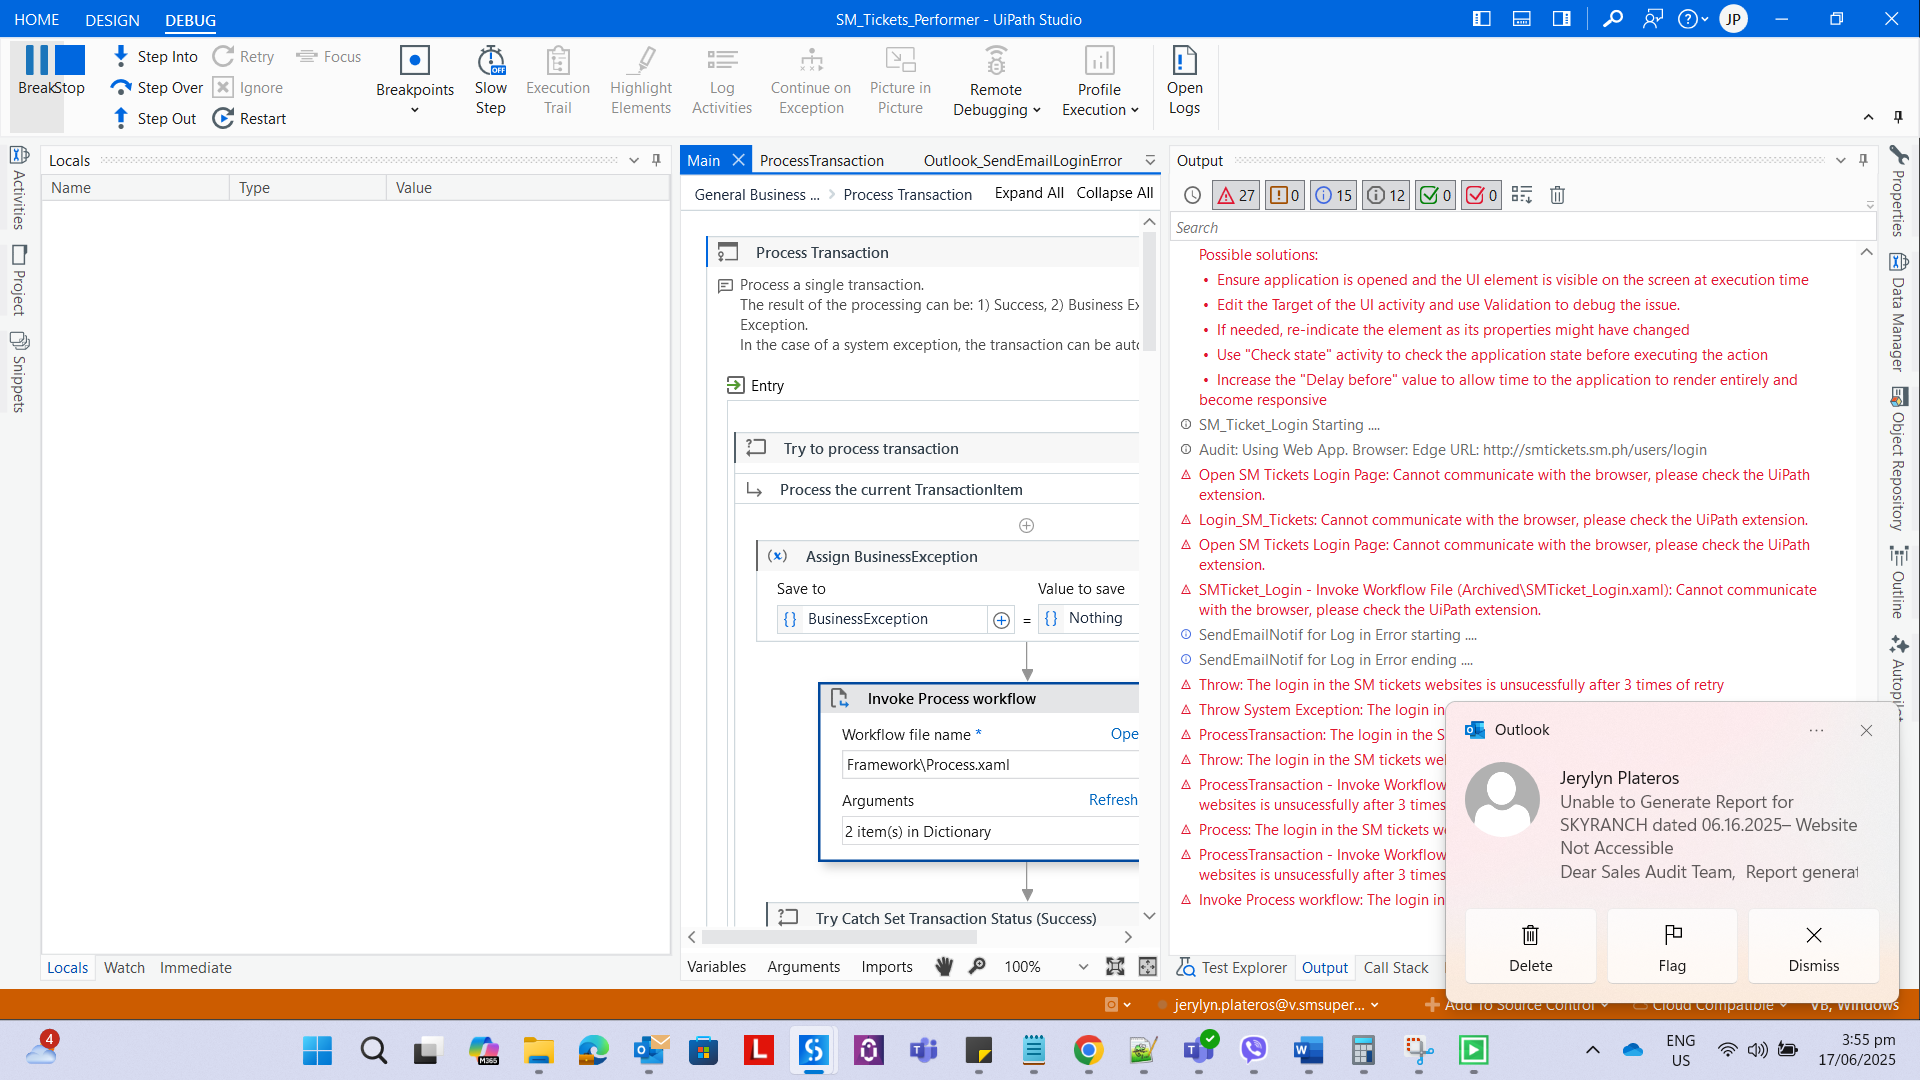 HOME
DESIGN
DEBUG
SM_Tickets_Performer - UiPath Studio
JP
Break
Stop
Step Into
Step Over
Step Out
Retry
Ignore
Restart
Focus
Breakpoints
Slow
Step
OFF
Execution
Trail
Highlight
Elements
Log
Activities
Continue on
Exception
Picture in
Picture
Remote
Debugging
Profile
Execution
Open
Logs
Activities
Project
Snippets
Locals
Name
Type
Value
Locals
Watch
Immediate
Main
ProcessTransaction
Outlook_SendEmailLoginError
General Business ...
Process Transaction
Expand All
Collapse All
Process Transaction
Process a single transaction.
The result of the processing can be: 1) Success, 2) Business Ex
Exception.
In the case of a system exception, the transaction can be auto
Entry
Try to process transaction
Process the current TransactionItem
Assign BusinessException
Save to
Value to save
BusinessException
=
Nothing
Invoke Process workflow
Workflow file name *
Ope
Framework\Process.xaml
Arguments
Refresh
2 item(s) in Dictionary
Try Catch Set Transaction Status (Success)
Variables
Arguments
Imports
100%
Output
27
0
15
12
0
0
Search
Possible solutions:
• Ensure application is opened and the UI element is visible on the screen at execution time
• Edit the Target of the UI activity and use Validation to debug the issue.
• If needed, re-indicate the element as its properties might have changed
• Use "Check state" activity to check the application state before executing the action
• Increase the "Delay before" value to allow time to the application to render entirely and
become responsive
SM_Ticket_Login Starting ....
Audit: Using Web App. Browser: Edge URL: http://smtickets.sm.ph/users/login
Open SM Tickets Login Page: Cannot communicate with the browser, please check the UiPath
extension.
Login_SM_Tickets: Cannot communicate with the browser, please check the UiPath extension.
Open SM Tickets Login Page: Cannot communicate with the browser, please check the UiPath
extension.
SMTicket_Login - Invoke Workflow File (Archived\SMTicket_Login.xaml): Cannot communicate
with the browser, please check the UiPath extension.
SendEmailNotif for Log in Error starting ....
SendEmailNotif for Log in Error ending ....
Throw: The login in the SM tickets websites is unsucessfully after 3 times of retry
Throw System Exception: The login in
ProcessTransaction: The login in the S
Throw: The login in the SM tickets we
ProcessTransaction - Invoke Workflow
websites is unsucessfully after 3 times
Process: The login in the SM tickets w
ProcessTransaction - Invoke Workflow
websites is unsucessfully after 3 times
Invoke Process workflow: The login in
Test Explorer
Output
Call Stack
Properties
Data Manager
Object Repository
Outline
Autopilot
Outlook
Jerylyn Plateros
Unable to Generate Report for
SKYRANCH dated 06.16.2025– Website
Not Accessible
Dear Sales Audit Team, Report generat
Delete
Flag
Dismiss
jerylyn.plateros@v.smsuper...
Add To Source Control
Cloud Compatible
VB, Windows
4
M365
ENG
US
3:55 pm
17/06/2025